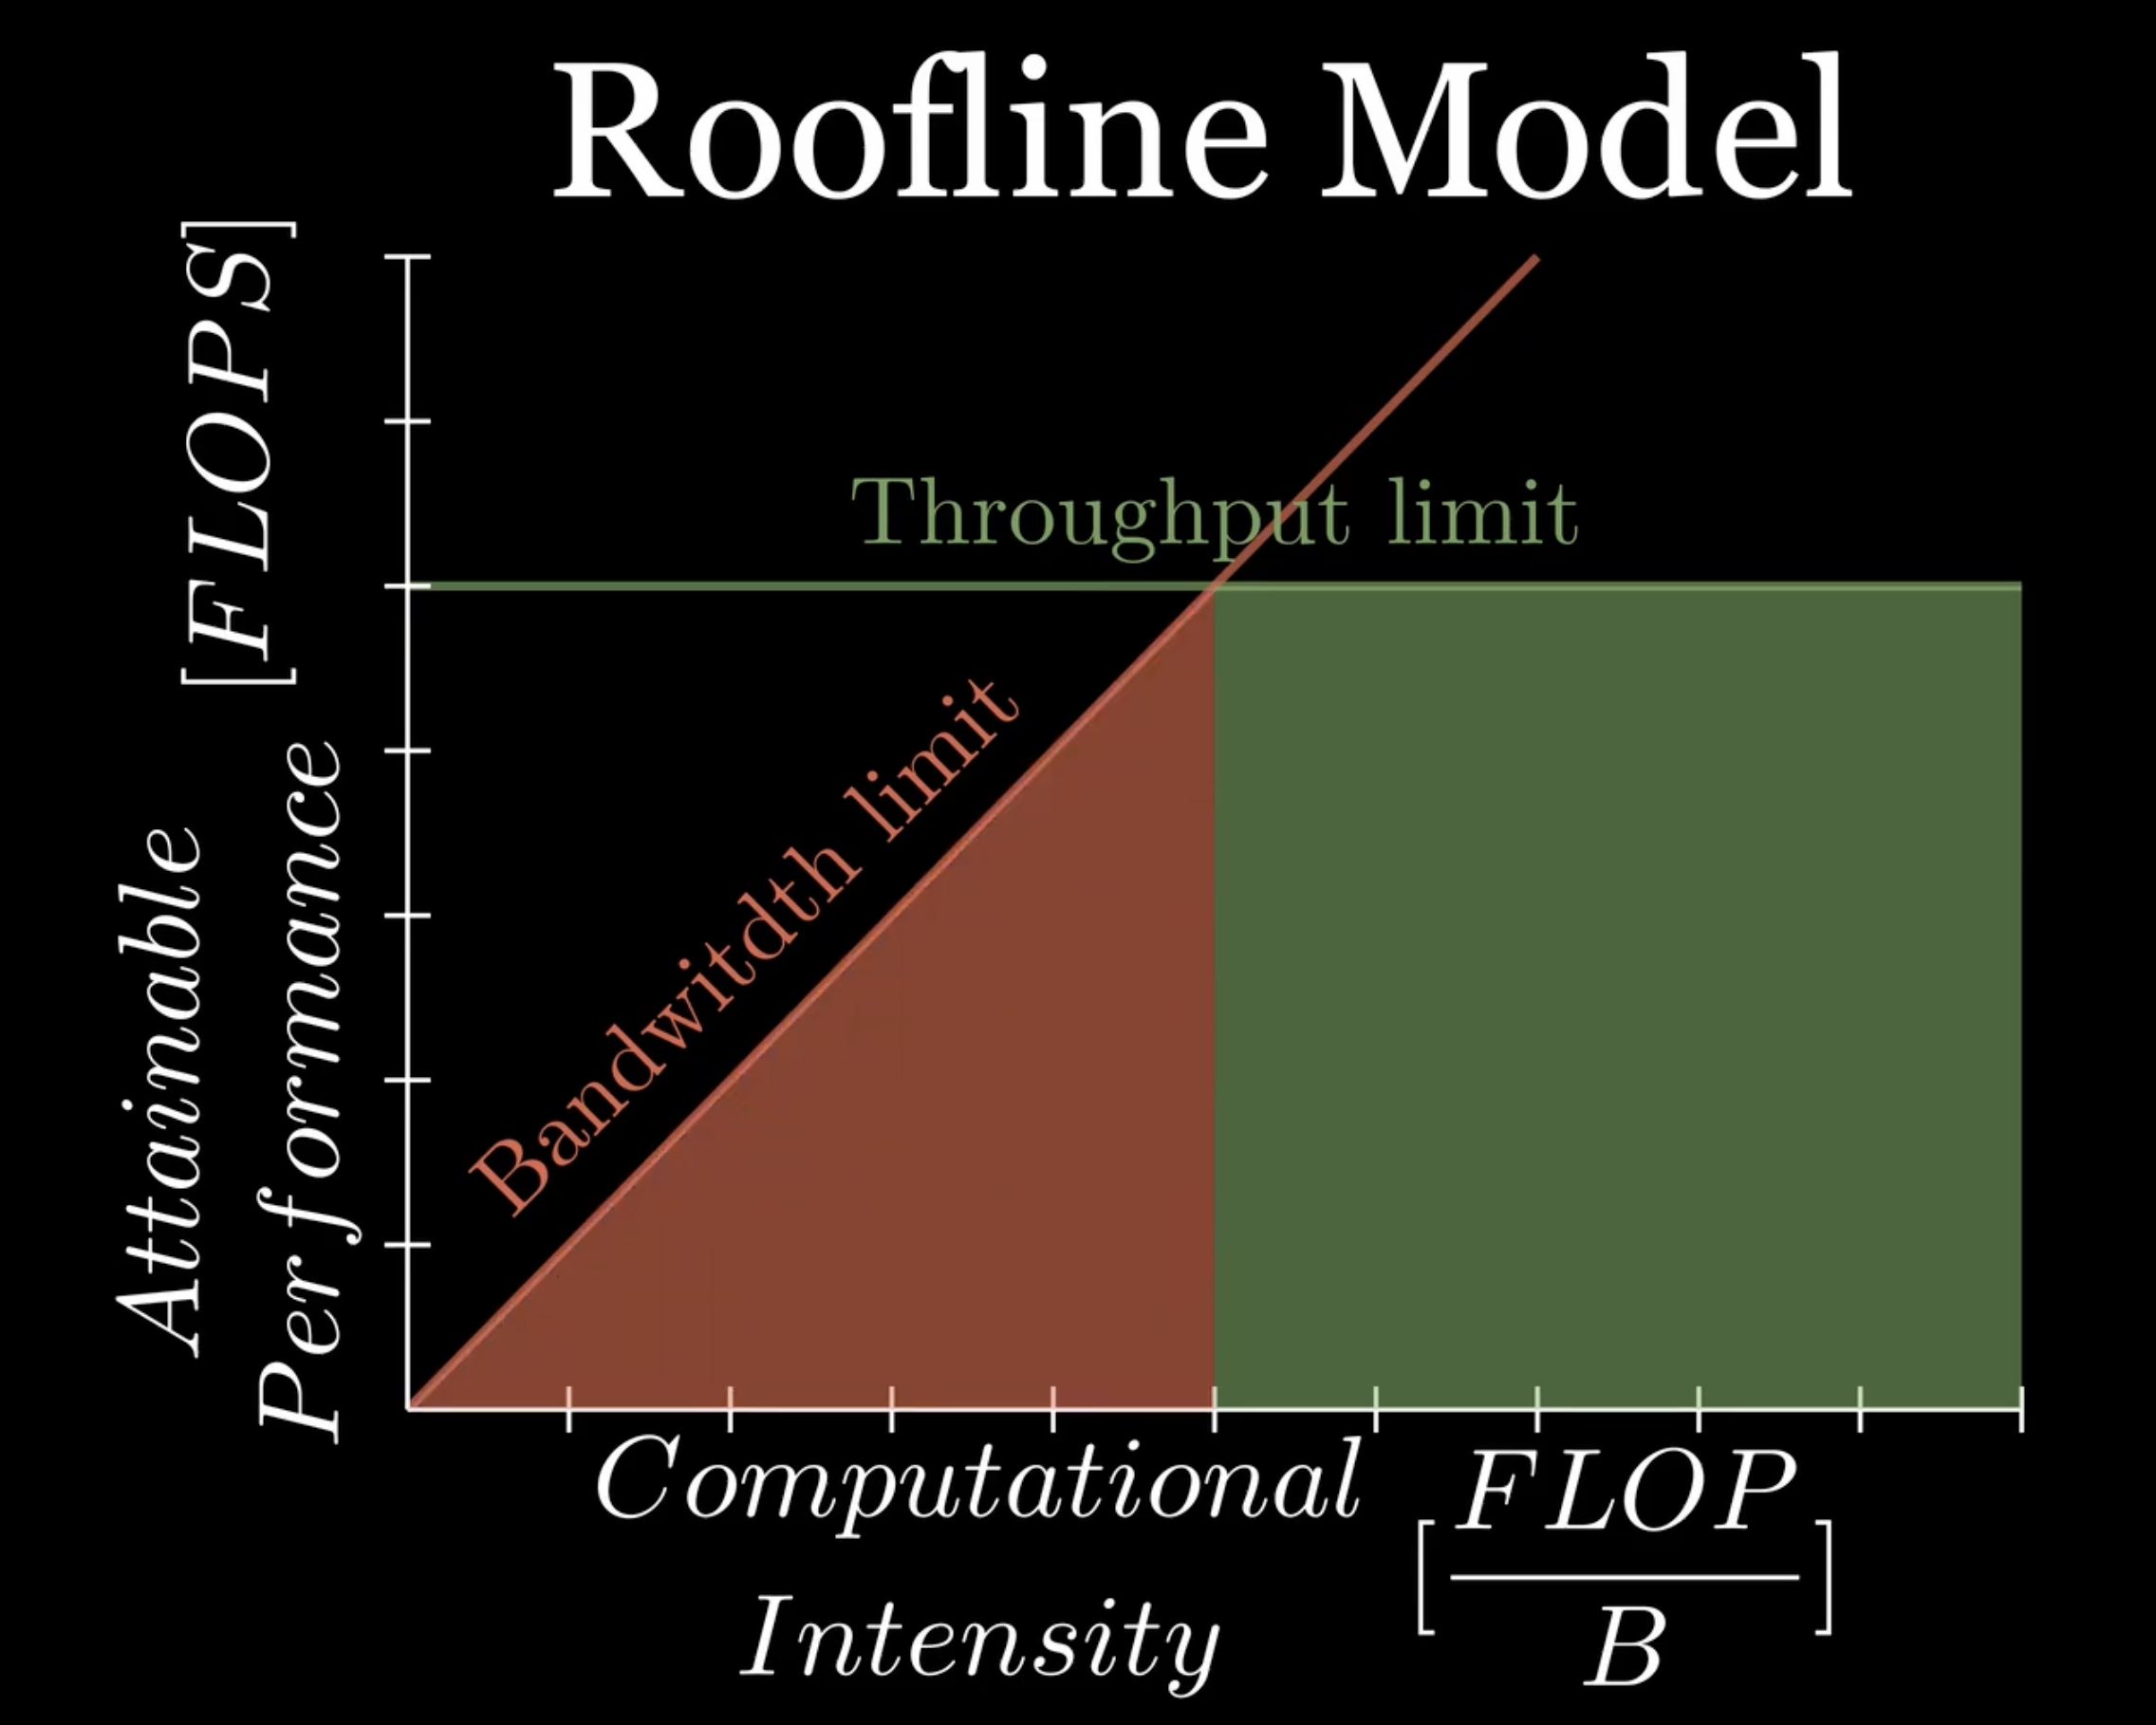 Roofline Model
Attainable
Performance [FLOPS]
Throughput limit
Bandwitdth limit
Computational
Intensity
[FLOP
B]